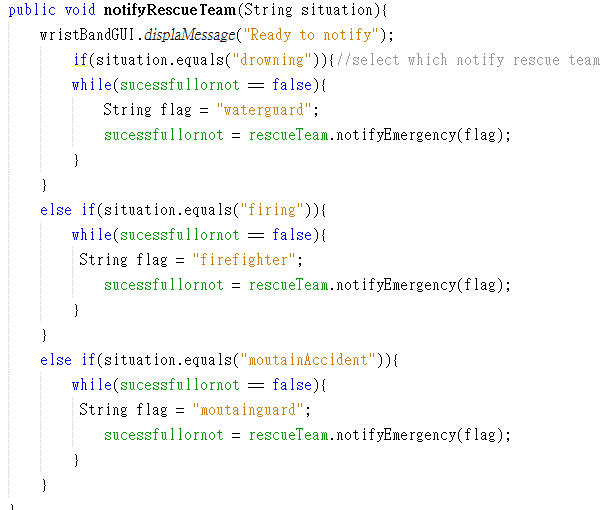 public void notifyRescueTeam(String situation){
wristBandGUI.displaMessage("Ready to notify");
if(situation.equals("drowning")){//select which notify rescue team
while(sucessfullornot == false){
String flag = "waterguard";
sucessfullornot = rescueTeam.notifyEmergency(flag);
}
}
else if(situation.equals("firing")){
while(sucessfullornot == false){
String flag = "firefighter";
sucessfullornot = rescueTeam.notifyEmergency(flag);
}
}
else if(situation.equals("moutainAccident")){
while(sucessfullornot == false){
String flag = "moutainguard";
sucessfullornot = rescueTeam.notifyEmergency(flag);
}
}
}